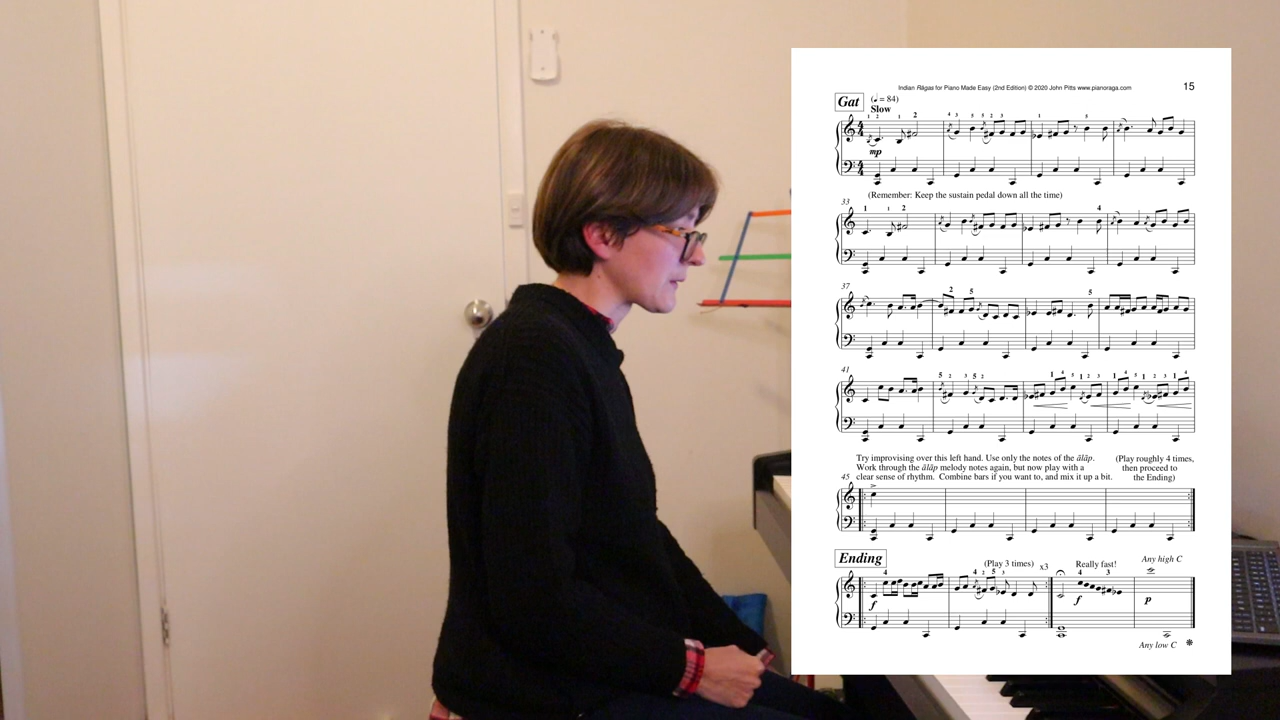 Indian Rāgas for Piano Made Easy (2nd Edition) © 2020 John Pitts www.pianoraga.com
15
Gat
(♩ = 84)
Slow
mp
(Remember: Keep the sustain pedal down all the time)
33
37
41
Try improvising over this left hand. Use only the notes of the ālāp.
Work through the ālāp melody notes again, but now play with a
clear sense of rhythm. Combine bars if you want to, and mix it up a bit.
(Play roughly 4 times,
then proceed to
the Ending)
45
Ending
(Play 3 times)
x3
Really fast!
Any high C
f
f
p
Any low C